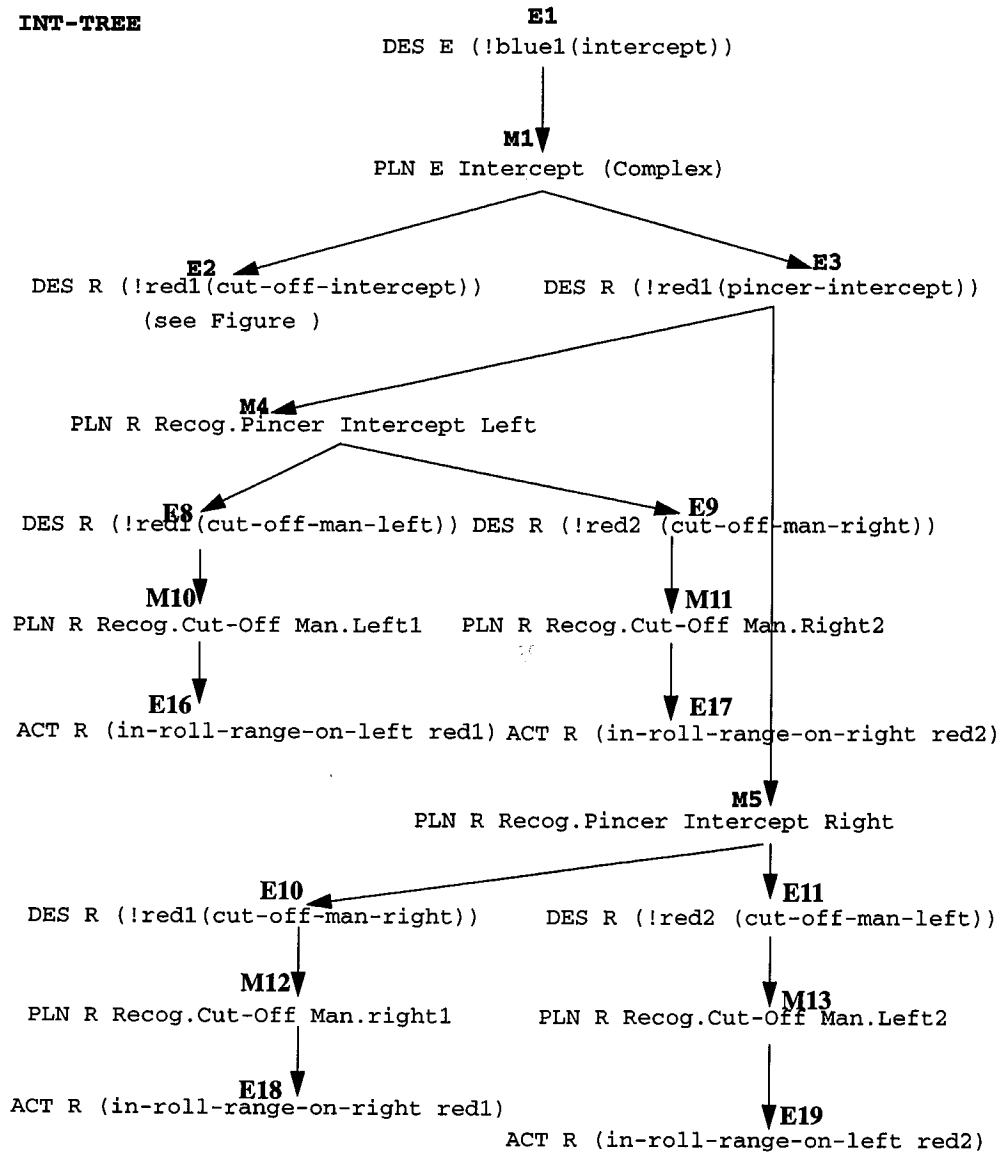 INT-TREE
E1
DES E (!blue1(intercept))
M1
PLN E Intercept (Complex)
E2
E3
DES R (!red1(cut-off-intercept))
DES R (!red1(pincer-intercept))
(see Figure )
M4
PLN R Recog.Pincer Intercept Left
E8
E9
DES R (!red1(cut-off-man-left))
DES R (!red2 (cut-off-man-right))
M10
M11
PLN R Recog.Cut-Off Man.Left1
PLN R Recog.Cut-Off Man.Right2
E16
E17
ACT R (in-roll-range-on-left red1)
ACT R (in-roll-range-on-right red2)
M5
PLN R Recog.Pincer Intercept Right
E10
E11
DES R (!red1(cut-off-man-right))
DES R (!red2 (cut-off-man-left))
M12
M13
PLN R Recog.Cut-Off Man.right1
PLN R Recog.Cut-Off Man.Left2
E18
E19
ACT R (in-roll-range-on-right red1)
ACT R (in-roll-range-on-left red2)